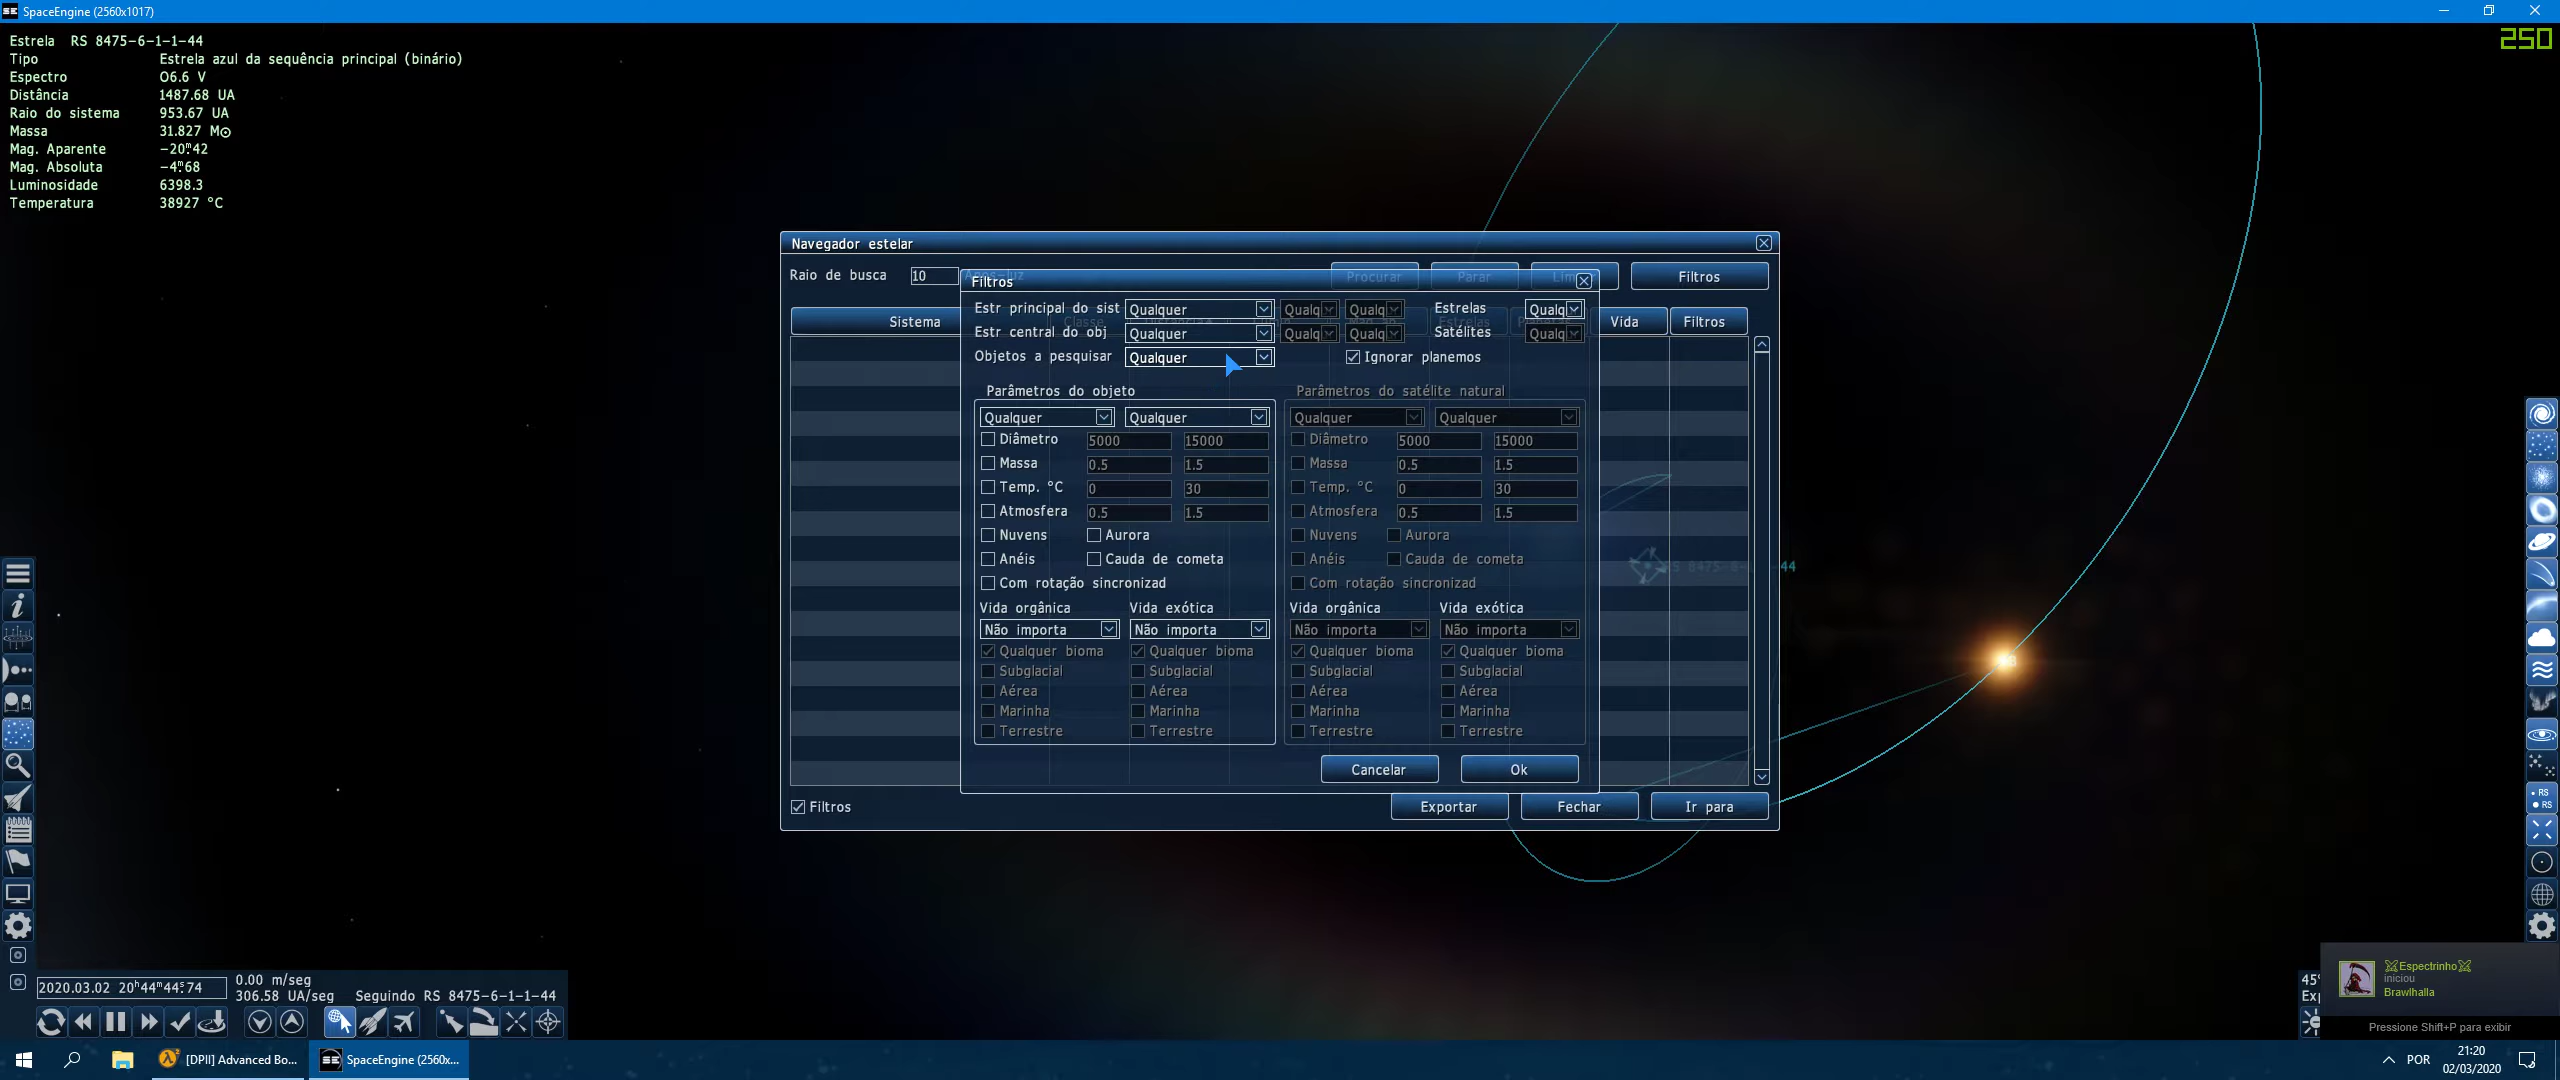 SpaceEngine (2560x1017)
250
Estrela RS 8475-6-1-1-44
Tipo Estrela azul da sequência principal (binário)
Espectro O6.6 V
Distância 1487.68 UA
Raio do sistema 953.67 UA
Massa 31.827 M☉
Mag. Aparente -20ᵐ42
Mag. Absoluta -4ᵐ68
Luminosidade 6398.3
Temperatura 38927 °C
Navegador estelar
Raio de busca 10 Anos-luz Procurar Parar Filtros
Sistema Classe Vida Filtros
Filtros
Estr principal do sist Qualquer Qualq Qualq Estrelas Qualq
Estr central do obj Qualquer Qualq Qualq Satélites Qualq
Objetos a pesquisar Qualquer Ignorar planemos
Parâmetros do objeto Parâmetros do satélite natural
Qualquer Qualquer Qualquer Qualquer
Diâmetro 5000 15000 Diâmetro 5000 15000
Massa 0.5 1.5 Massa 0.5 1.5
Temp. °C 0 30 Temp. °C 0 30
Atmosfera 0.5 1.5 Atmosfera 0.5 1.5
Nuvens Aurora Nuvens Aurora
Anéis Cauda de cometa Anéis Cauda de cometa
Com rotação sincronizad Com rotação sincronizad
Vida orgânica Vida exótica Vida orgânica Vida exótica
Não importa Não importa Não importa Não importa
Qualquer bioma Qualquer bioma Qualquer bioma Qualquer bioma
Subglacial Subglacial Subglacial Subglacial
Aérea Aérea Aérea Aérea
Marinha Marinha Marinha Marinha
Terrestre Terrestre Terrestre Terrestre
Cancelar Ok
Filtros Exportar Fechar Ir para
RS
RS
2020.03.02 20ʰ44ᵐ44ˢ74
0.00 m/seg
306.58 UA/seg Seguindo RS 8475-6-1-1-44
45°
Exp
Espectrinho
iniciou
Brawlhalla
Pressione Shift+P para exibir
[DPII] Advanced Bo...
SpaceEngine (2560x...
POR
21:20
02/03/2020